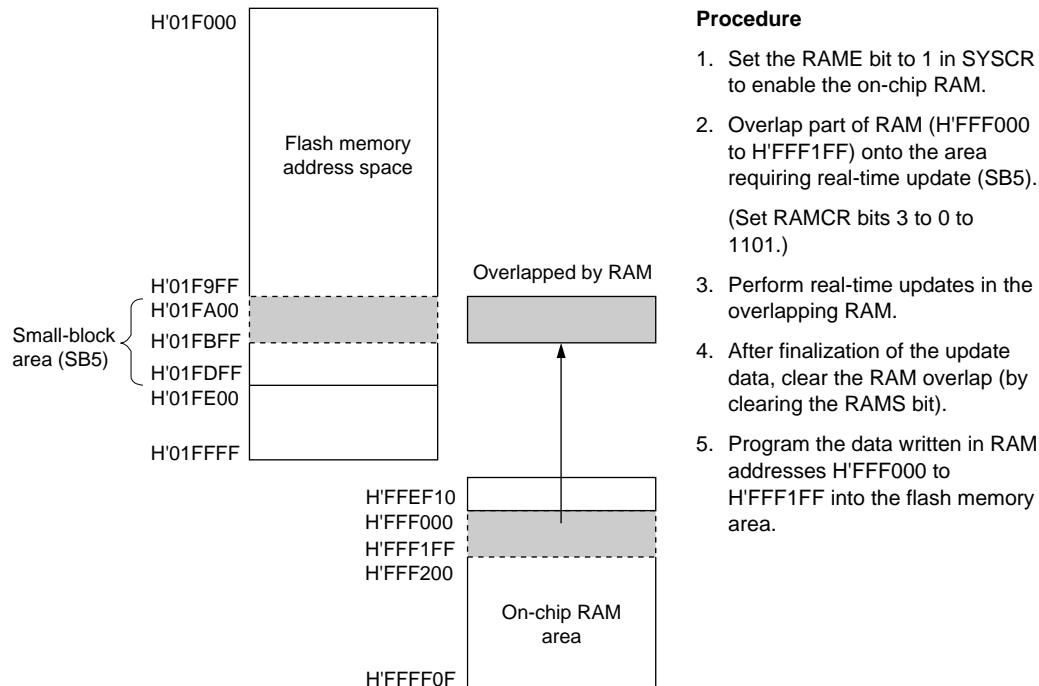 H'01F000
Flash memory
address space
H'01F9FF
H'01FA00
H'01FBFF
H'01FDFF
H'01FE00
H'01FFFF
Small-block
area (SB5)
Overlapped by RAM
H'FFEF10
H'FFF000
H'FFF1FF
H'FFF200
On-chip RAM
area
H'FFFF0F
Procedure
1. Set the RAME bit to 1 in SYSCR
to enable the on-chip RAM.
2. Overlap part of RAM (H'FFF000
to H'FFF1FF) onto the area
requiring real-time update (SB5).
(Set RAMCR bits 3 to 0 to
1101.)
3. Perform real-time updates in the
overlapping RAM.
4. After finalization of the update
data, clear the RAM overlap (by
clearing the RAMS bit).
5. Program the data written in RAM
addresses H'FFF000 to
H'FFF1FF into the flash memory
area.